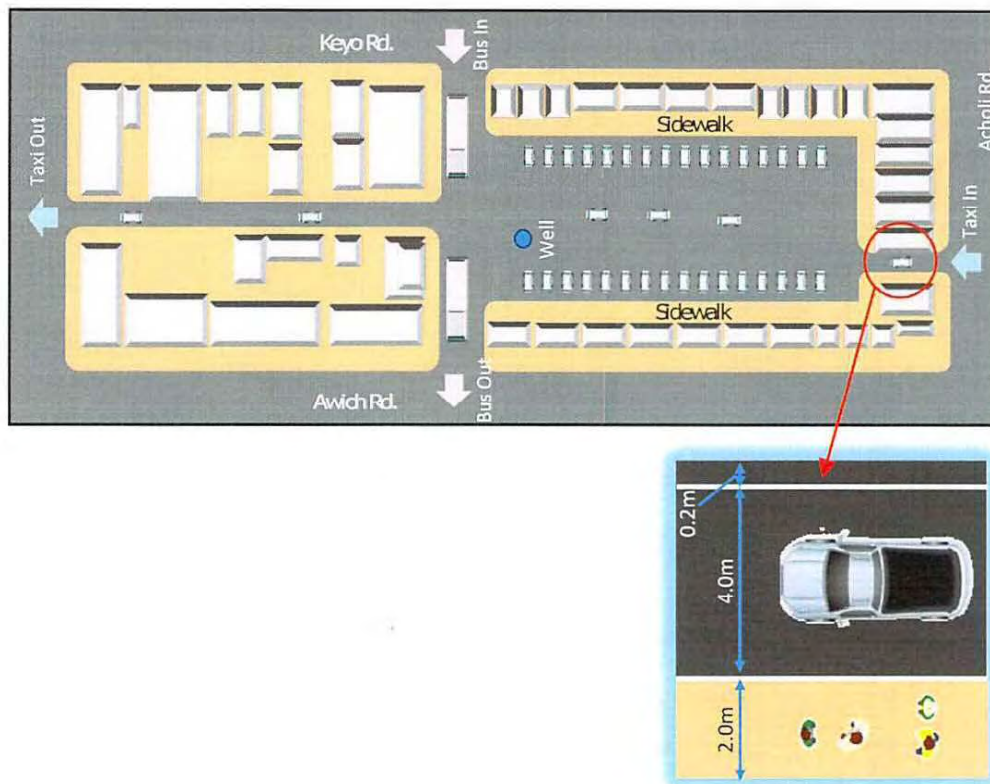 Keyo Rd.
Bus In
Acholi Rd
Taxi Out
Sidewalk
Well
Taxi In
Sidewalk
Awich Rd.
Bus Out
0.2m
4.0m
2.0m